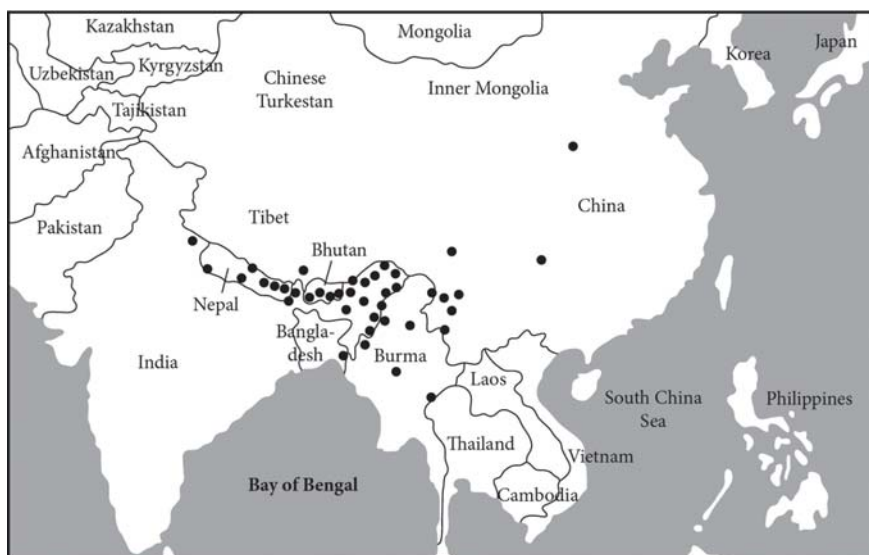 Kazakhstan
Mongolia
Korea
Japan
Uzbekistan
Kyrgyzstan
Chinese
Turkestan
Inner Mongolia
Tajikistan
Afghanistan
Pakistan
Tibet
China
Bhutan
Nepal
Bangla-
desh
India
Burma
Laos
South China
Sea
Philippines
Thailand
Vietnam
Bay of Bengal
Cambodia